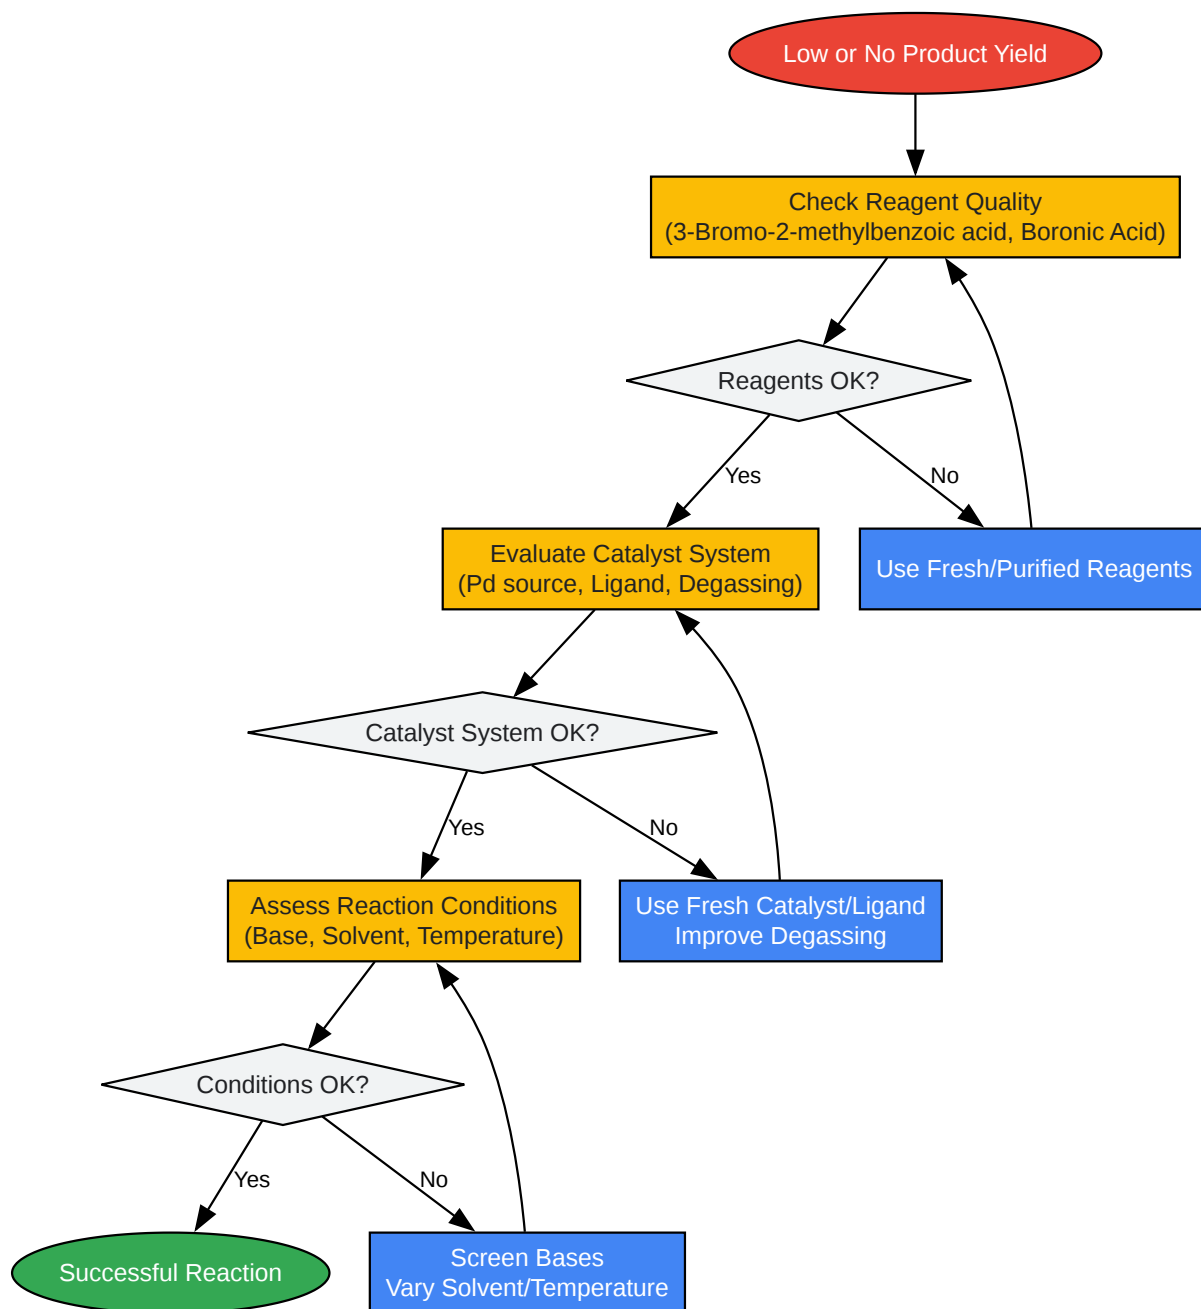 Low or No Product Yield
Check Reagent Quality
(3-Bromo-2-methylbenzoic acid, Boronic Acid)
Reagents OK?
Yes
No
Evaluate Catalyst System
(Pd source, Ligand, Degassing)
Use Fresh/Purified Reagents
Catalyst System OK?
Yes
No
Assess Reaction Conditions
(Base, Solvent, Temperature)
Use Fresh Catalyst/Ligand
Improve Degassing
Conditions OK?
Yes
No
Successful Reaction
Screen Bases
Vary Solvent/Temperature